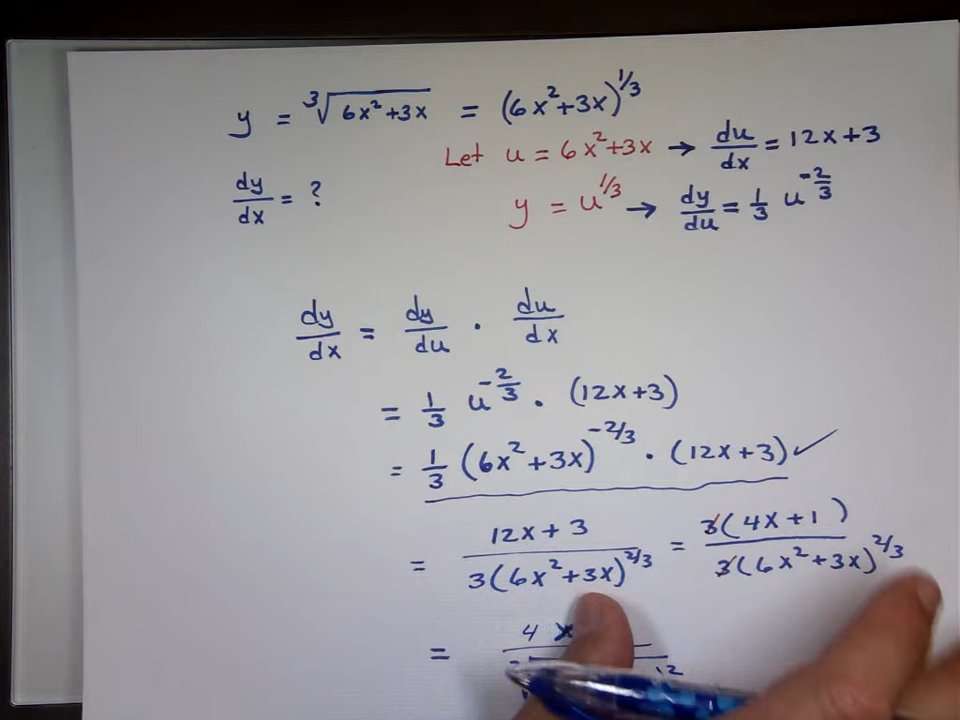 y = ∛(6x²+3x) = (6x²+3x)^1/3
Let u = 6x²+3x → du/dx = 12x+3
dy/dx = ?
y = u^1/3 → dy/du = 1/3 u^-2/3
dy/dx = dy/du · du/dx
= 1/3 u^-2/3 · (12x+3)
= 1/3 (6x²+3x)^-2/3 · (12x+3) ✓
= (12x+3)/(3(6x²+3x)^2/3) = 3(4x+1)/(3(6x²+3x)^2/3)
= 4x